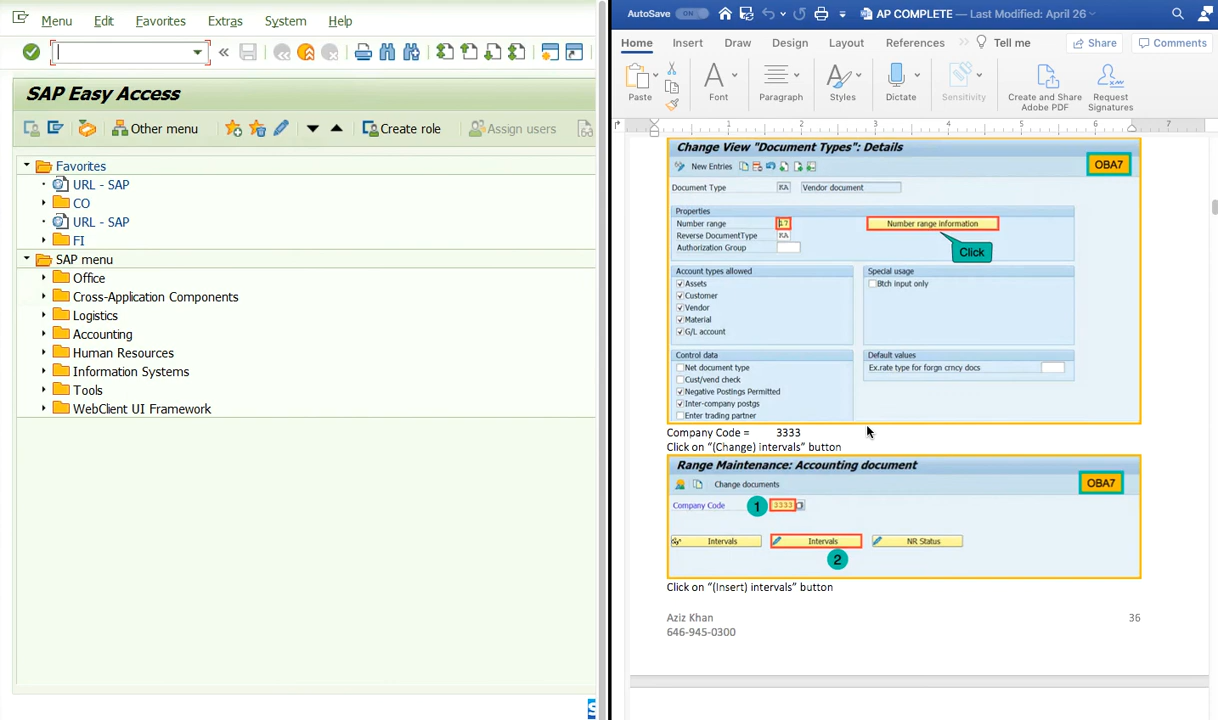 Menu Edit Favorites Extras System Help
SAP Easy Access
Other menu Create role Assign users
Favorites
URL - SAP
CO
URL - SAP
FI
SAP menu
Office
Cross-Application Components
Logistics
Accounting
Human Resources
Information Systems
Tools
WebClient UI Framework
AutoSave ON AP COMPLETE — Last Modified: April 26
Home Insert Draw Design Layout References Tell me Share Comments
Paste Font Paragraph Styles Dictate Sensitivity Create and Share Adobe PDF Request Signatures
1 2 3 4 5 6 7
Change View "Document Types": Details
New Entries OBA7
Document Type KA Vendor document
Properties
Number range 17 Number range information
Reverse DocumentType KA
Authorization Group Click
Account types allowed Special usage
Assets Btch input only
Customer
Vendor
Material
G/L account
Control data Default values
Net document type Ex.rate type for forgn crncy docs
Cust/vend check
Negative Postings Permitted
Inter-company postgs
Enter trading partner
Company Code = 3333
Click on “(Change) intervals” button
Range Maintenance: Accounting document
Change documents OBA7
Company Code 1 3333
Intervals Intervals NR Status
2
Click on “(Insert) intervals” button
Aziz Khan 36
646-945-0300